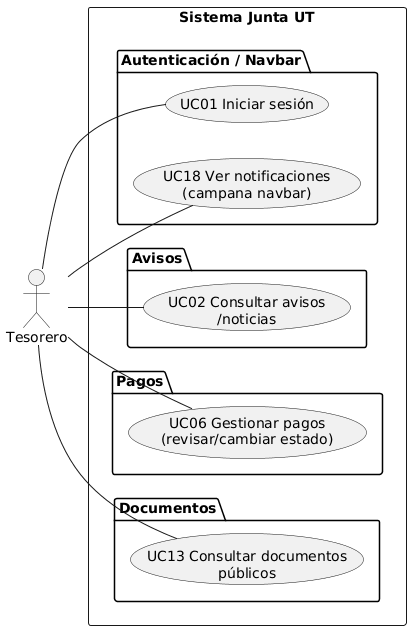 Sistema Junta UT
Autenticación / Navbar
UC01 Iniciar sesión
UC18 Ver notificaciones
(campana navbar)
Avisos
UC02 Consultar avisos
/noticias
Tesorero
Pagos
UC06 Gestionar pagos
(revisar/cambiar estado)
Documentos
UC13 Consultar documentos
públicos